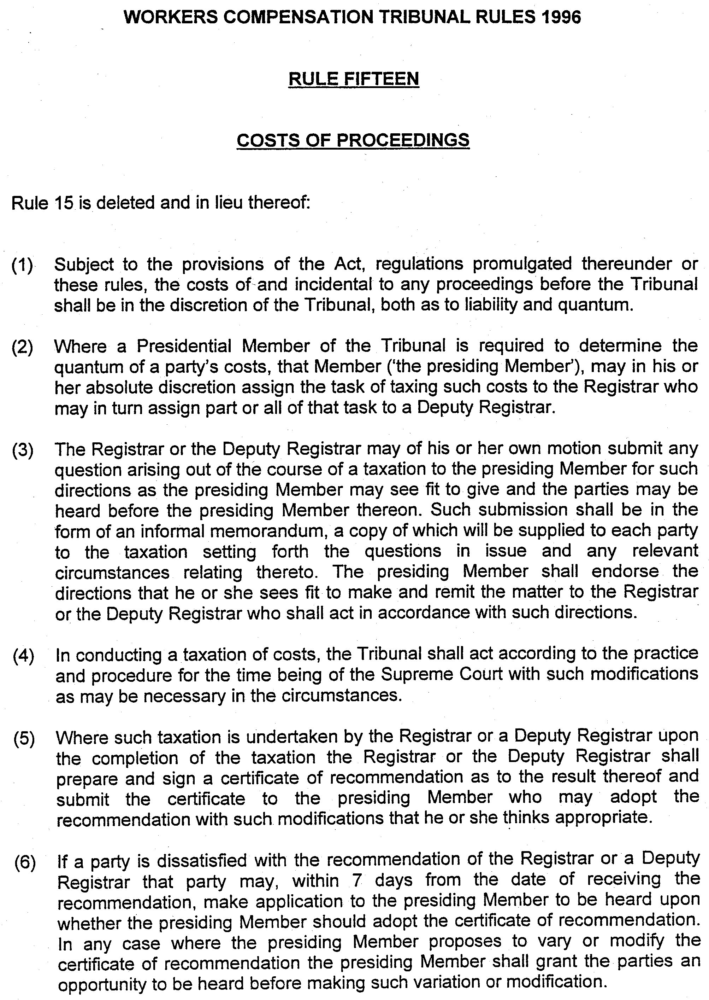 WORKERS COMPENSATION TRIBUNAL RULES 1996
RULE FIFTEEN
COSTS OF PROCEEDINGS
Rule 15 is deleted and in lieu thereof:
(1) Subject to the provisions of the Act, regulations promulgated thereunder or
these rules, the costs of and incidental to any proceedings before the Tribunal
shall be in the discretion of the Tribunal, both as to liability and quantum.
(2) Where a Presidential Member of the Tribunal is required to determine the
quantum of a party's costs, that Member ('the presiding Member'), may in his or
her absolute discretion assign the task of taxing such costs to the Registrar who
may in turn assign part or all of that task to a Deputy Registrar.
(3) The Registrar or the Deputy Registrar may of his or her own motion submit any
question arising out of the course of a taxation to the presiding Member for such
directions as the presiding Member may see fit to give and the parties may be
heard before the presiding Member thereon. Such submission shall be in the
form of an informal memorandum, a copy of which will be supplied to each party
to the taxation setting forth the questions in issue and any relevant
circumstances relating thereto. The presiding Member shall endorse the
directions that he or she sees fit to make and remit the matter to the Registrar
or the Deputy Registrar who shall act in accordance with such directions.
(4) In conducting a taxation of costs, the Tribunal shall act according to the practice
and procedure for the time being of the Supreme Court with such modifications
as may be necessary in the circumstances.
(5) Where such taxation is undertaken by the Registrar or a Deputy Registrar upon
the completion of the taxation the Registrar or the Deputy Registrar shall
prepare and sign a certificate of recommendation as to the result thereof and
submit the certificate to the presiding Member who may adopt the
recommendation with such modifications that he or she thinks appropriate.
(6) If a party is dissatisfied with the recommendation of the Registrar or a Deputy
Registrar that party may, within 7 days from the date of receiving the
recommendation, make application to the presiding Member to be heard upon
whether the presiding Member should adopt the certificate of recommendation.
In any case where the presiding Member proposes to vary or modify the
certificate of recommendation the presiding Member shall grant the parties an
opportunity to be heard before making such variation or modification.